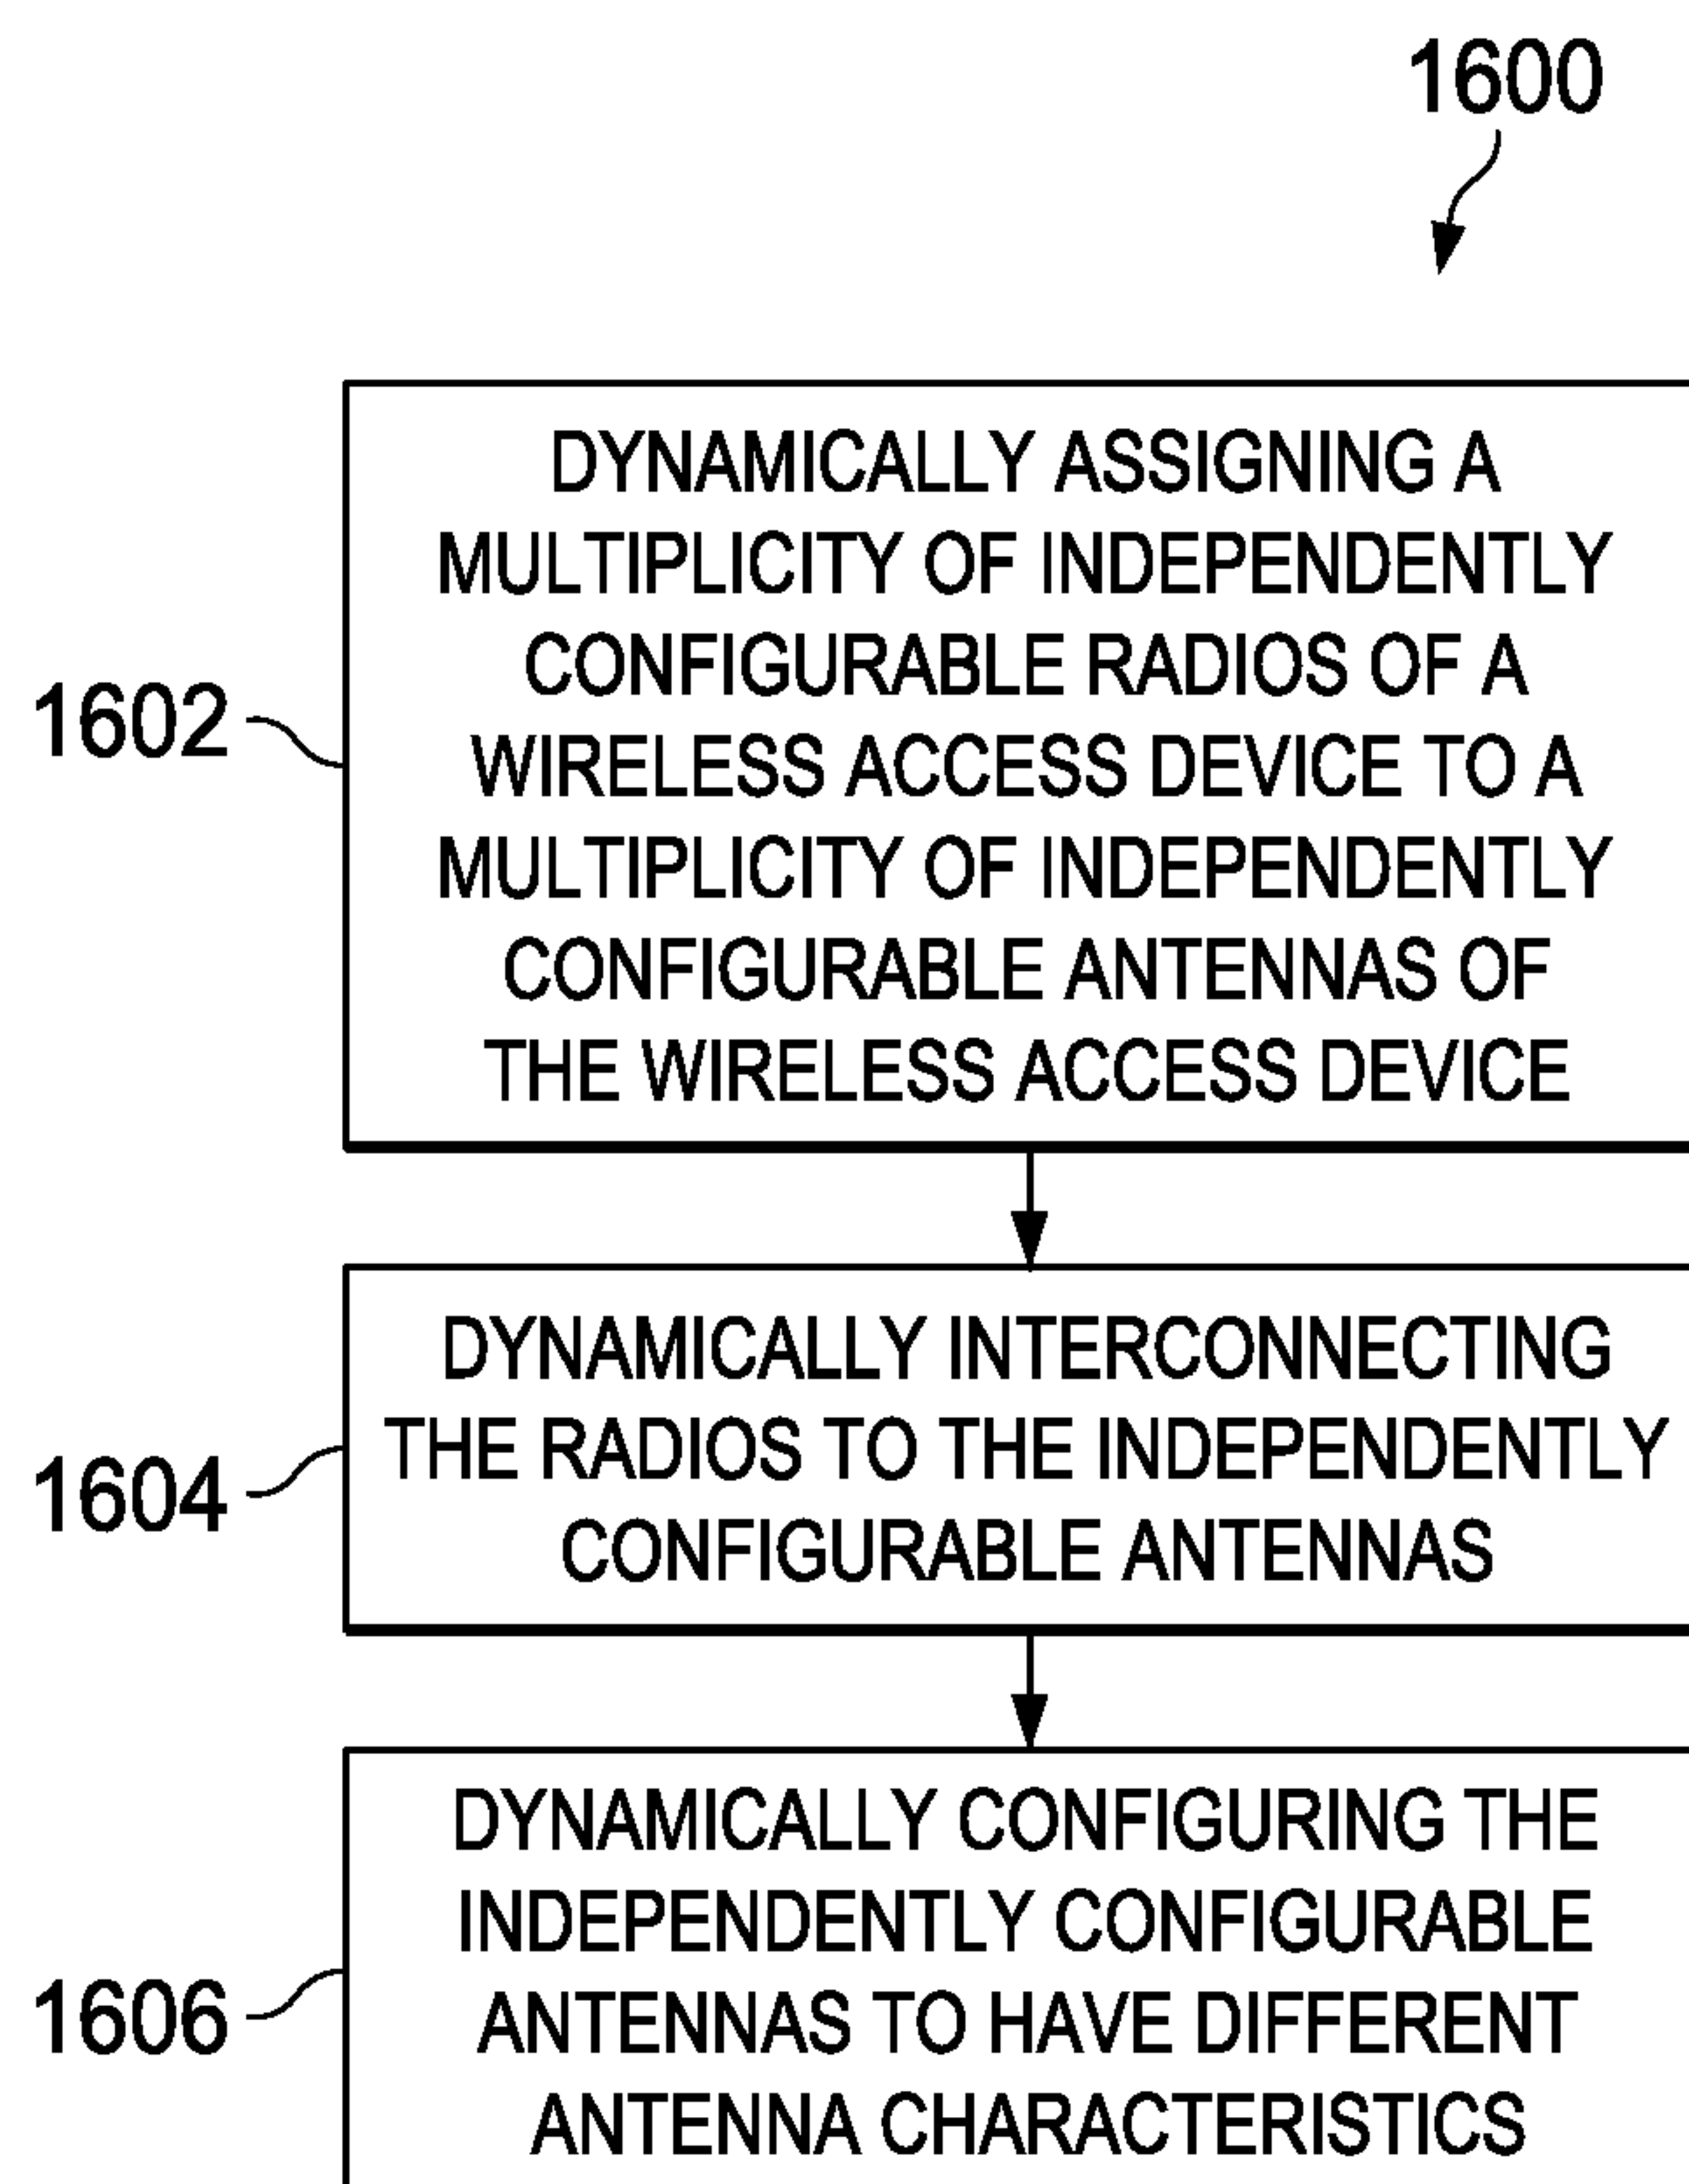 1600
DYNAMICALLY ASSIGNING A
MULTIPLICITY OF INDEPENDENTLY
CONFIGURABLE RADIOS OF A
1602
WIRELESS ACCESS DEVICE TO A
MULTIPLICITY OF INDEPENDENTLY
CONFIGURABLE ANTENNAS OF
THE WIRELESS ACCESS DEVICE
DYNAMICALLY INTERCONNECTING
THE RADIOS TO THE INDEPENDENTLY
1604
CONFIGURABLE ANTENNAS
DYNAMICALLY CONFIGURING THE
INDEPENDENTLY CONFIGURABLE
1606
ANTENNAS TO HAVE DIFFERENT
ANTENNA CHARACTERISTICS